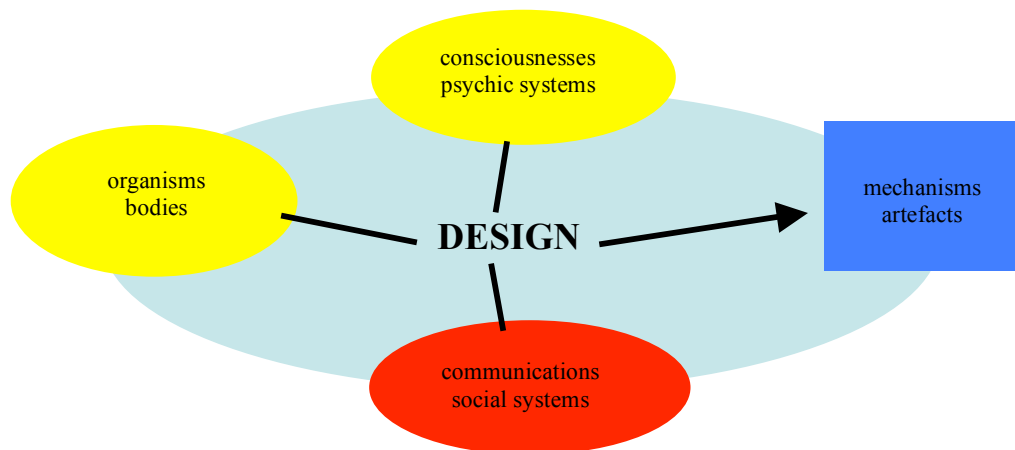 consciousnesses
psychic systems
organisms
bodies
mechanisms
artefacts
DESIGN
communications
social systems